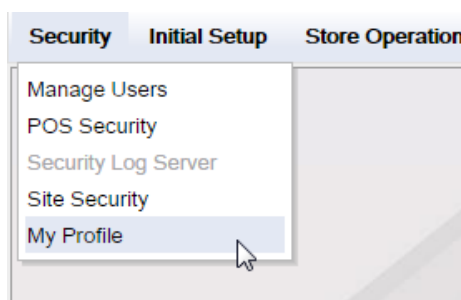 Security Initial Setup Store Operation
Manage Users
POS Security
Security Log Server
Site Security
My Profile